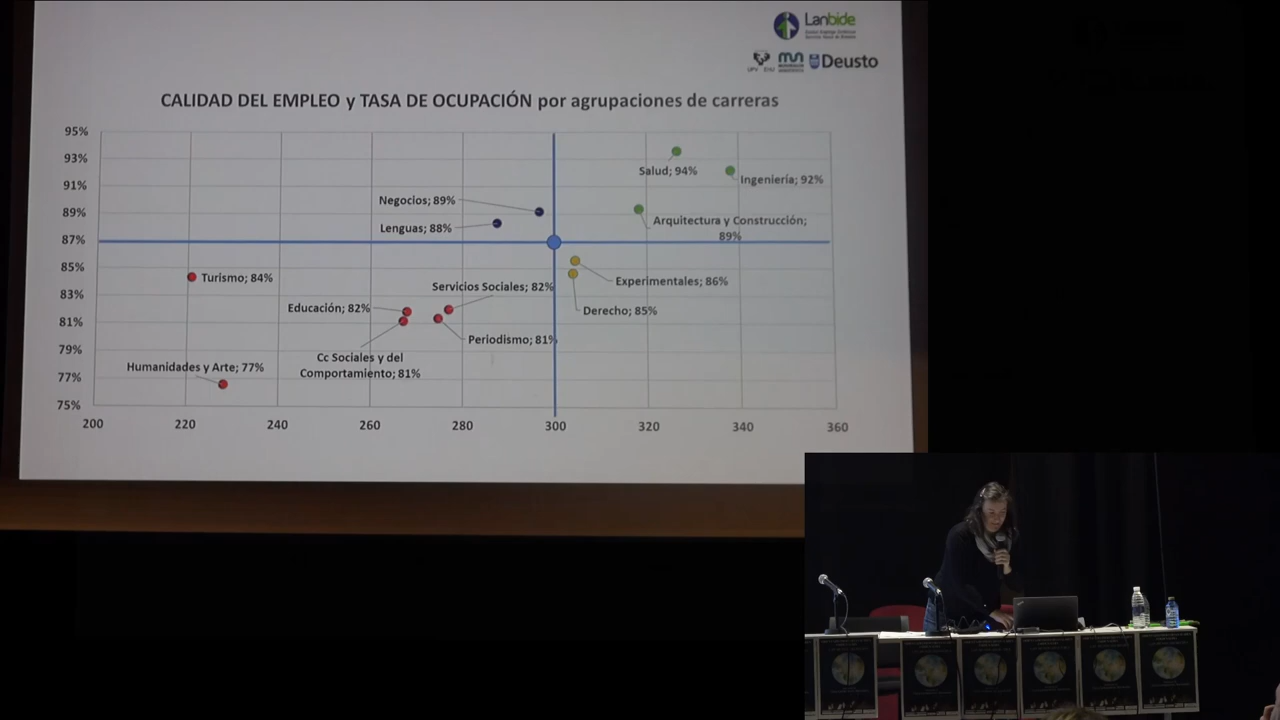 Lanbide
UPV EHU
Deusto
CALIDAD DEL EMPLEO y TASA DE OCUPACIÓN por agrupaciones de carreras
95%
93%
91%
89%
87%
85%
83%
81%
79%
77%
75%
Salud; 94%
Ingeniería; 92%
Negocios; 89%
Lenguas; 88%
Arquitectura y Construcción;
89%
Turismo; 84%
Experimentales; 86%
Servicios Sociales; 82%
Educación; 82%
Derecho; 85%
Periodismo; 81%
Cc Sociales y del
Comportamiento; 81%
Humanidades y Arte; 77%
200
220
240
260
280
300
320
340
360